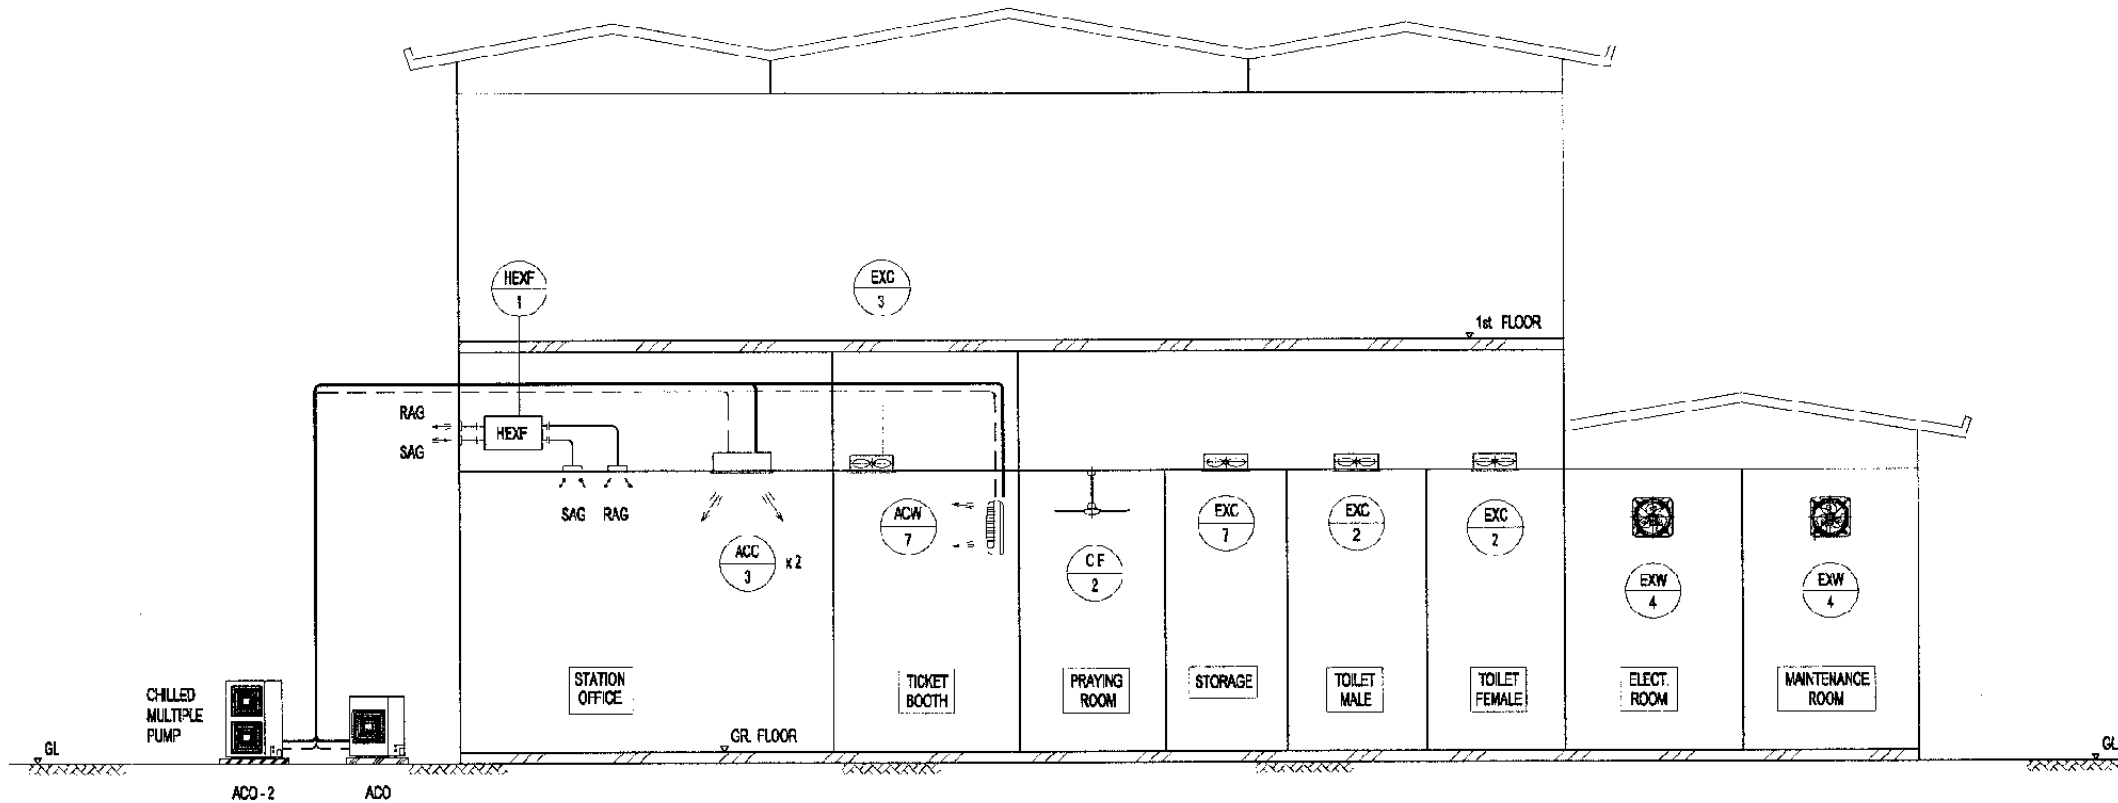 HEXF
1
EXC
3
1st FLOOR
RAG
HEXF
SAG
SAG RAG
ACC
3
x 2
ACW
7
C F
2
EXC
7
EXC
2
EXC
2
EXW
4
EXW
4
STATION
OFFICE
TICKET
BOOTH
PRAYING
ROOM
STORAGE
TOILET
MALE
TOILET
FEMALE
ELECT.
ROOM
MAINTENANCE
ROOM
CHILLED
MULTIPLE
PUMP
GR. FLOOR
GL
GL
ACO - 2
ACO